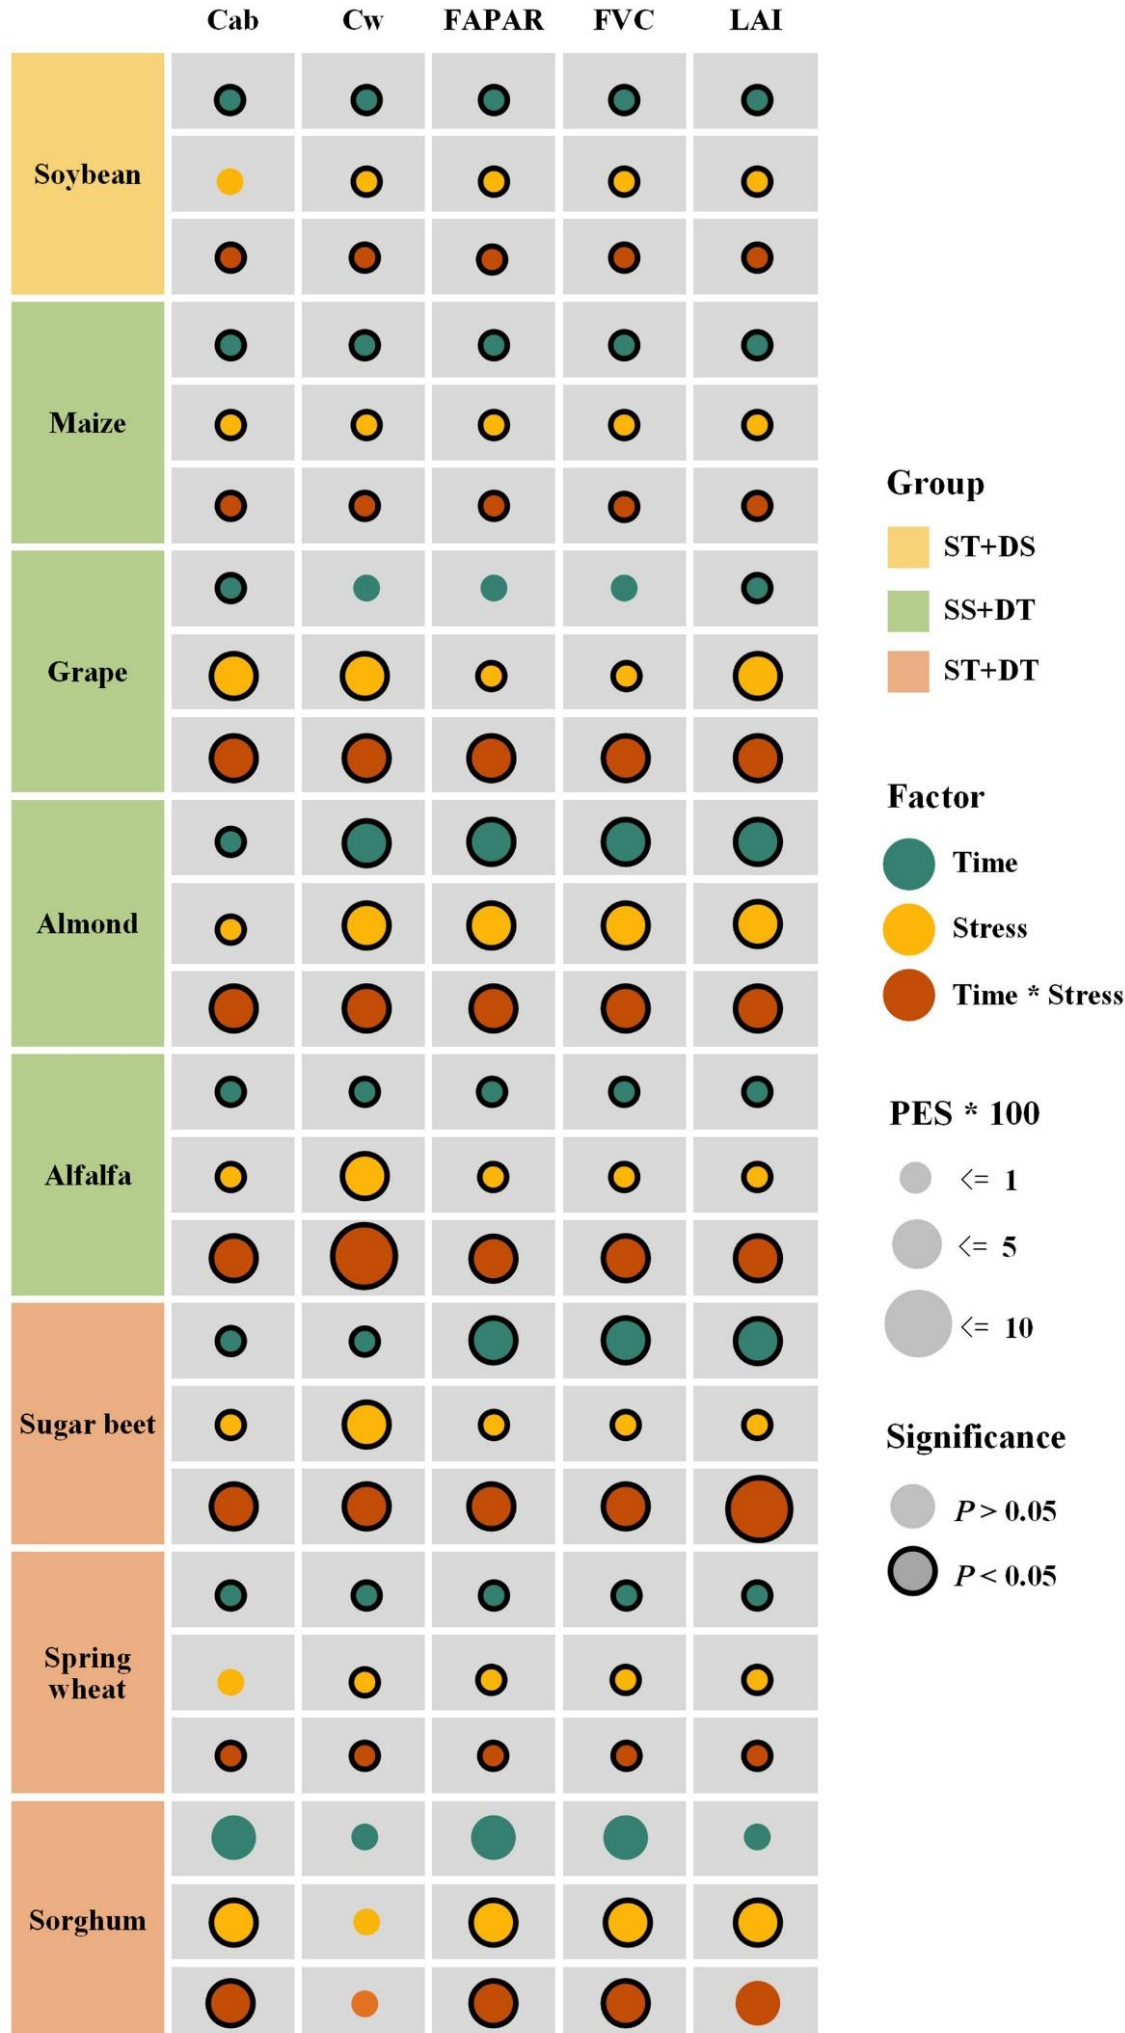 Cab Cw FAPAR FVC LAI
Soybean
Maize
Grape
Almond
Alfalfa
Sugar beet
Spring
wheat
Sorghum
Group
ST+DS
SS+DT
ST+DT
Factor
Time
Stress
Time * Stress
PES * 100
<= 1
<= 5
<= 10
Significance
P > 0.05
P < 0.05